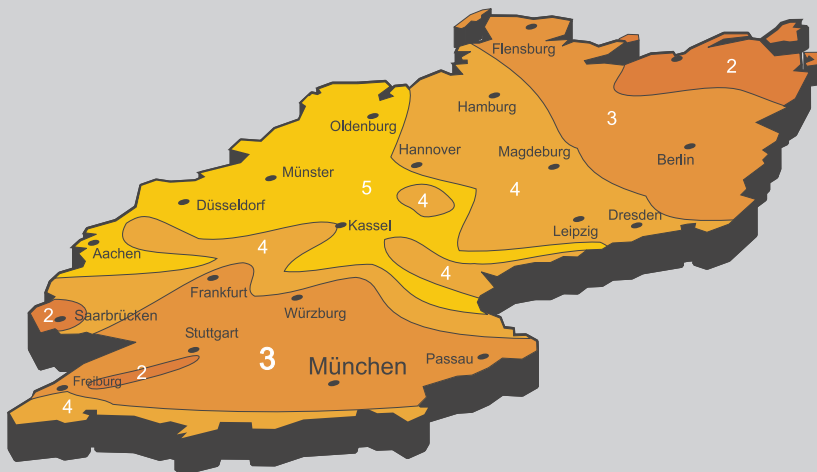 Flensburg
2
Hamburg
3
Oldenburg
Hannover
Magdeburg
Berlin
Münster
5
4
4
Düsseldorf
Kassel
Leipzig
Dresden
Aachen
4
4
Frankfurt
Würzburg
2
Saarbrücken
Stuttgart
3
München
Passau
2
Freiburg
4